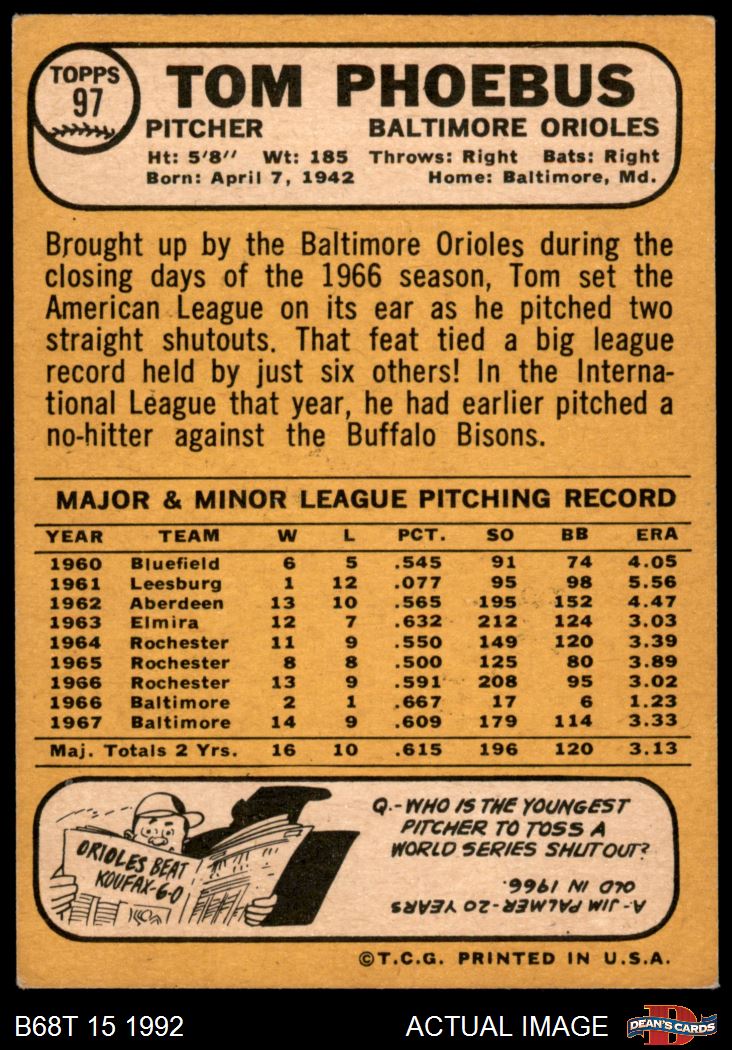 TOPPS
97
TOM PHOEBUS
PITCHER BALTIMORE ORIOLES
Ht: 5'8" Wt: 185 Throws: Right Bats: Right
Born: April 7, 1942 Home: Baltimore, Md.
Brought up by the Baltimore Orioles during the
closing days of the 1966 season, Tom set the
American League on its ear as he pitched two
straight shutouts. That feat tied a big league
record held by just six others! In the Interna-
tional League that year, he had earlier pitched a
no-hitter against the Buffalo Bisons.
MAJOR & MINOR LEAGUE PITCHING RECORD
YEAR TEAM W L PCT. SO BB ERA
1960 Bluefield 6 5 .545 91 74 4.05
1961 Leesburg 1 12 .077 95 98 5.56
1962 Aberdeen 13 10 .565 195 152 4.47
1963 Elmira 12 7 .632 212 124 3.03
1964 Rochester 11 9 .550 149 120 3.39
1965 Rochester 8 8 .500 125 80 3.89
1966 Rochester 13 9 .591 208 95 3.02
1966 Baltimore 2 1 .667 17 6 1.23
1967 Baltimore 14 9 .609 179 114 3.33
Maj. Totals 2 Yrs. 16 10 .615 196 120 3.13
ORIOLES BEAT
KOUFAX-6-0
Q.-WHO IS THE YOUNGEST
PITCHER TO TOSS A
WORLD SERIES SHUTOUT?
A-JIM PALMER-20 YEARS
OLD IN 1966.
©T.C.G. PRINTED IN U.S.A.
B68T 15 1992 ACTUAL IMAGE
D
DEAN'S CARDS